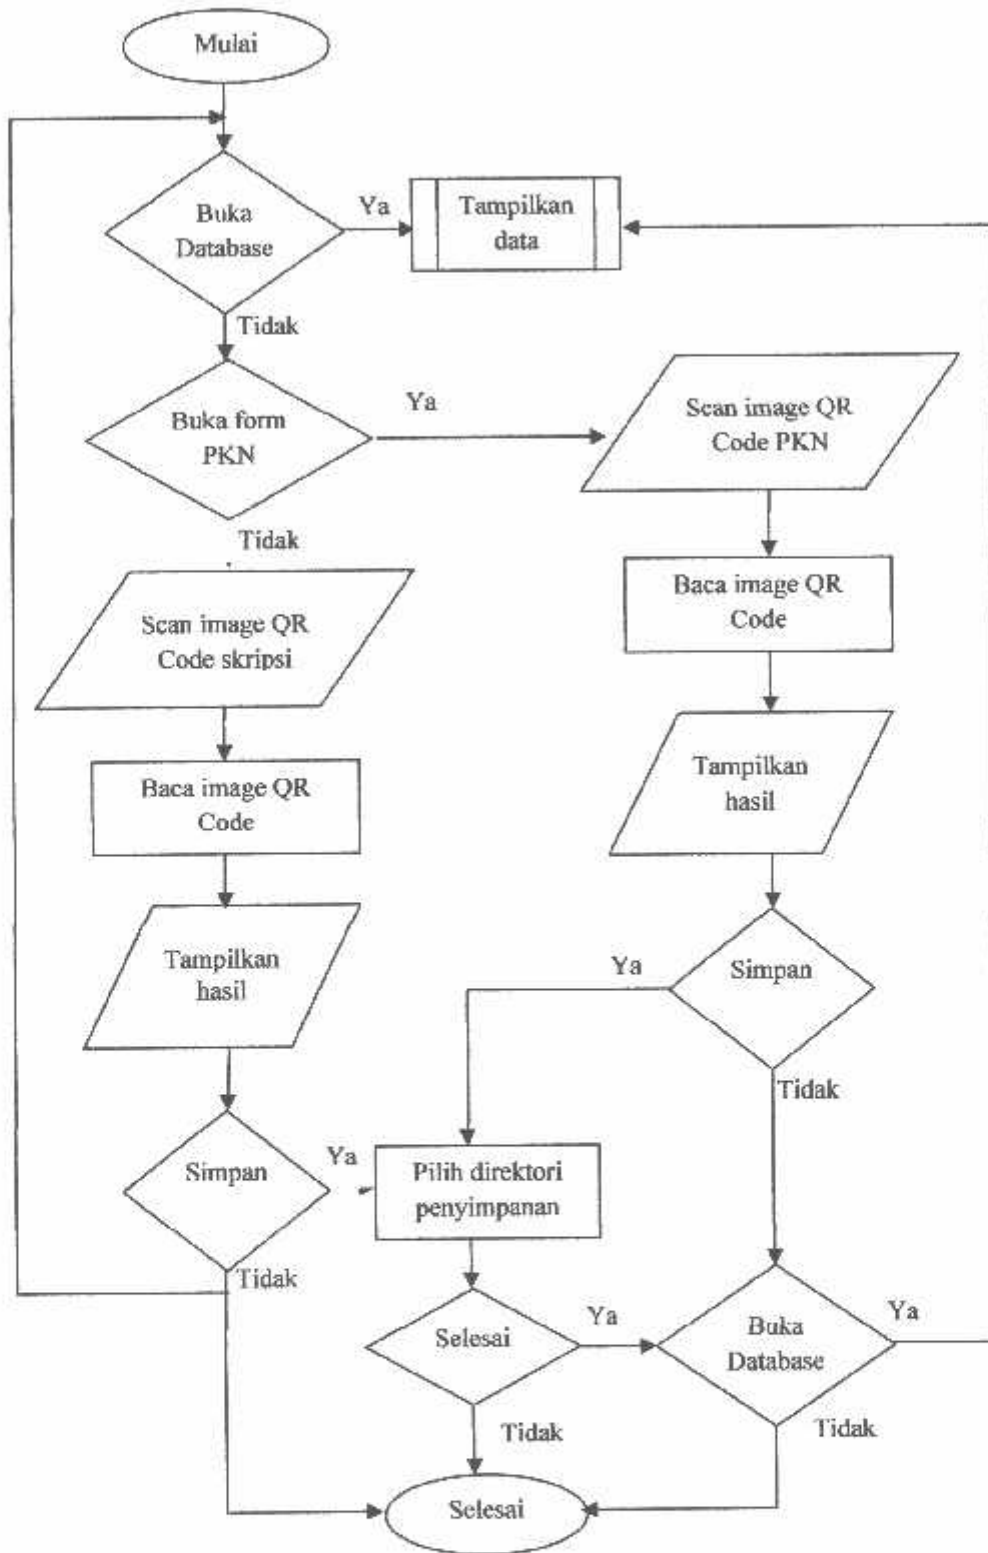 Mulai
Buka
Database
Ya
Tampilkan
data
Tidak
Buka form
PKN
Ya
Scan image QR
Code PKN
Tidak
Scan image QR
Code skripsi
Baca image QR
Code
Baca image QR
Code
Tampilkan
hasil
Tampilkan
hasil
Simpan
Ya
Tidak
Simpan
Ya
Pilih direktori
penyimpanan
Tidak
Selesai
Ya
Buka
Database
Ya
Tidak
Tidak
Selesai